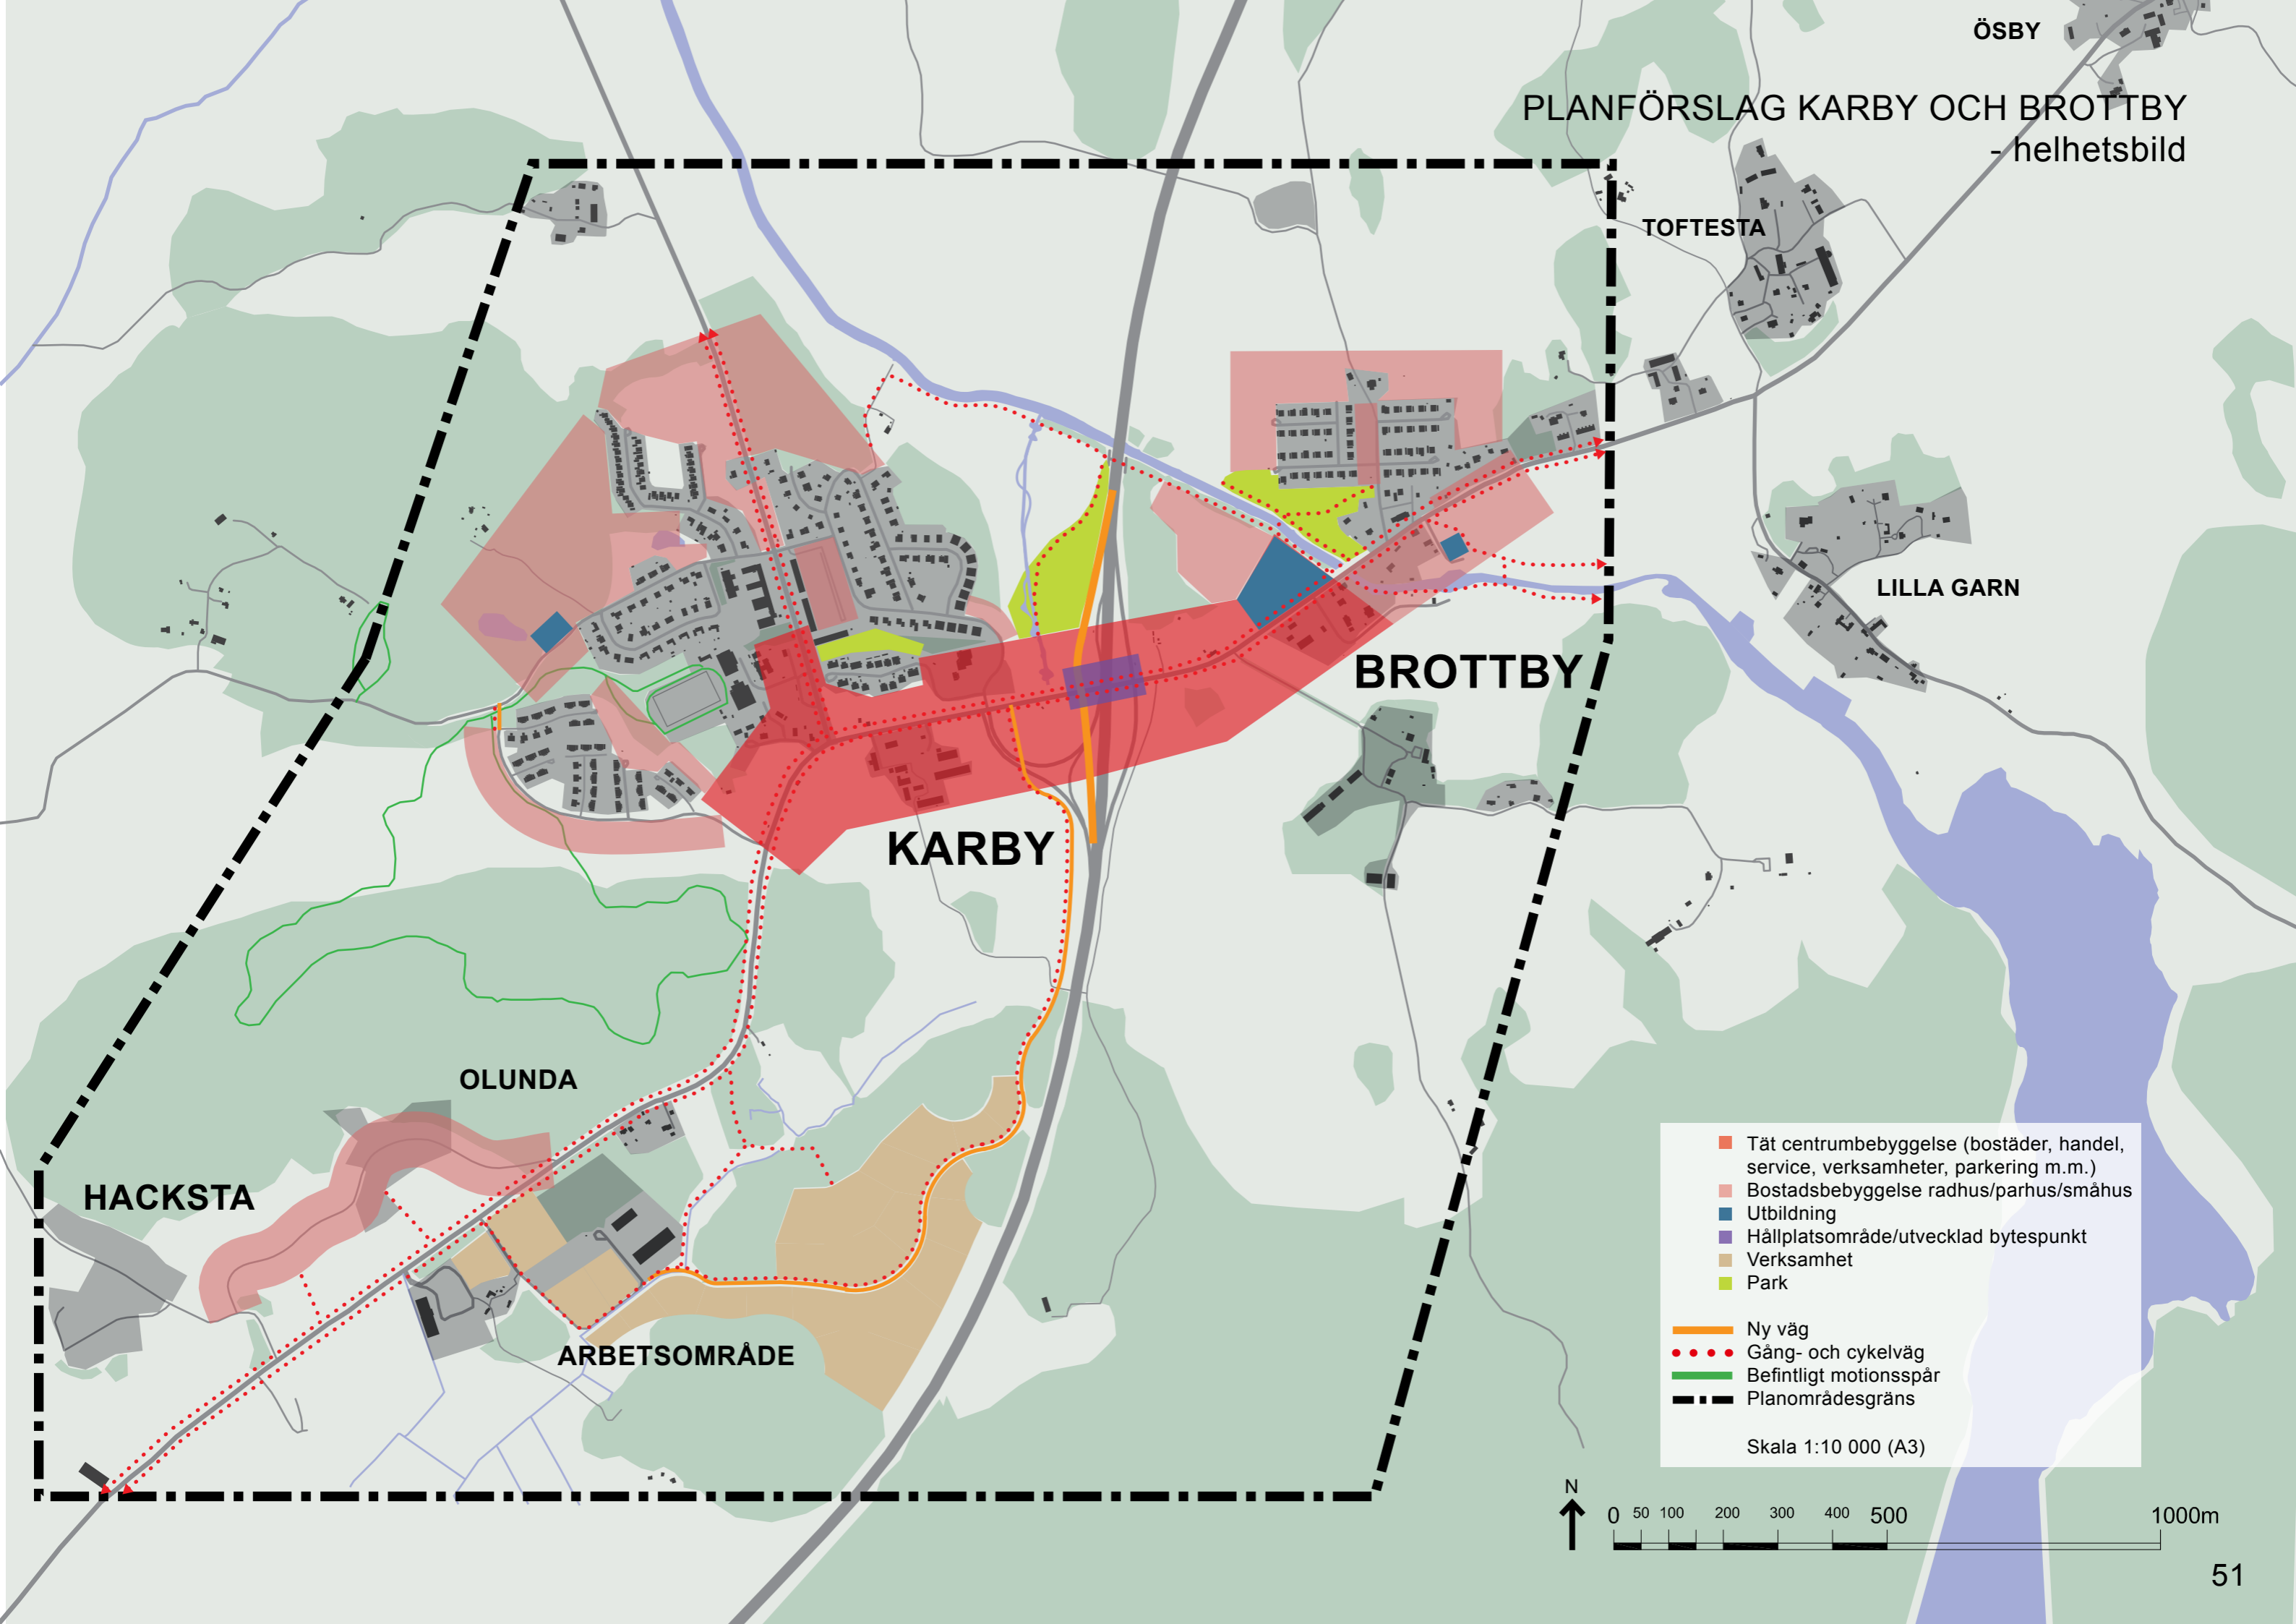 ÖSBY
PLANFÖRSLAG KARBY OCH BROTTBY
- helhetsbild
TOFTESTA
LILLA GARN
BROTTBY
KARBY
OLUNDA
HACKSTA
ARBETSOMRÅDE
Tät centrumbebyggelse (bostäder, handel,
service, verksamheter, parkering m.m.)
Bostadsbebyggelse radhus/parhus/småhus
Utbildning
Hållplatsområde/utvecklad bytespunkt
Verksamhet
Park
Ny väg
Gång- och cykelväg
Befintligt motionsspår
Planområdesgräns
Skala 1:10 000 (A3)
N
0 50 100 200 300 400 500 1000m
51